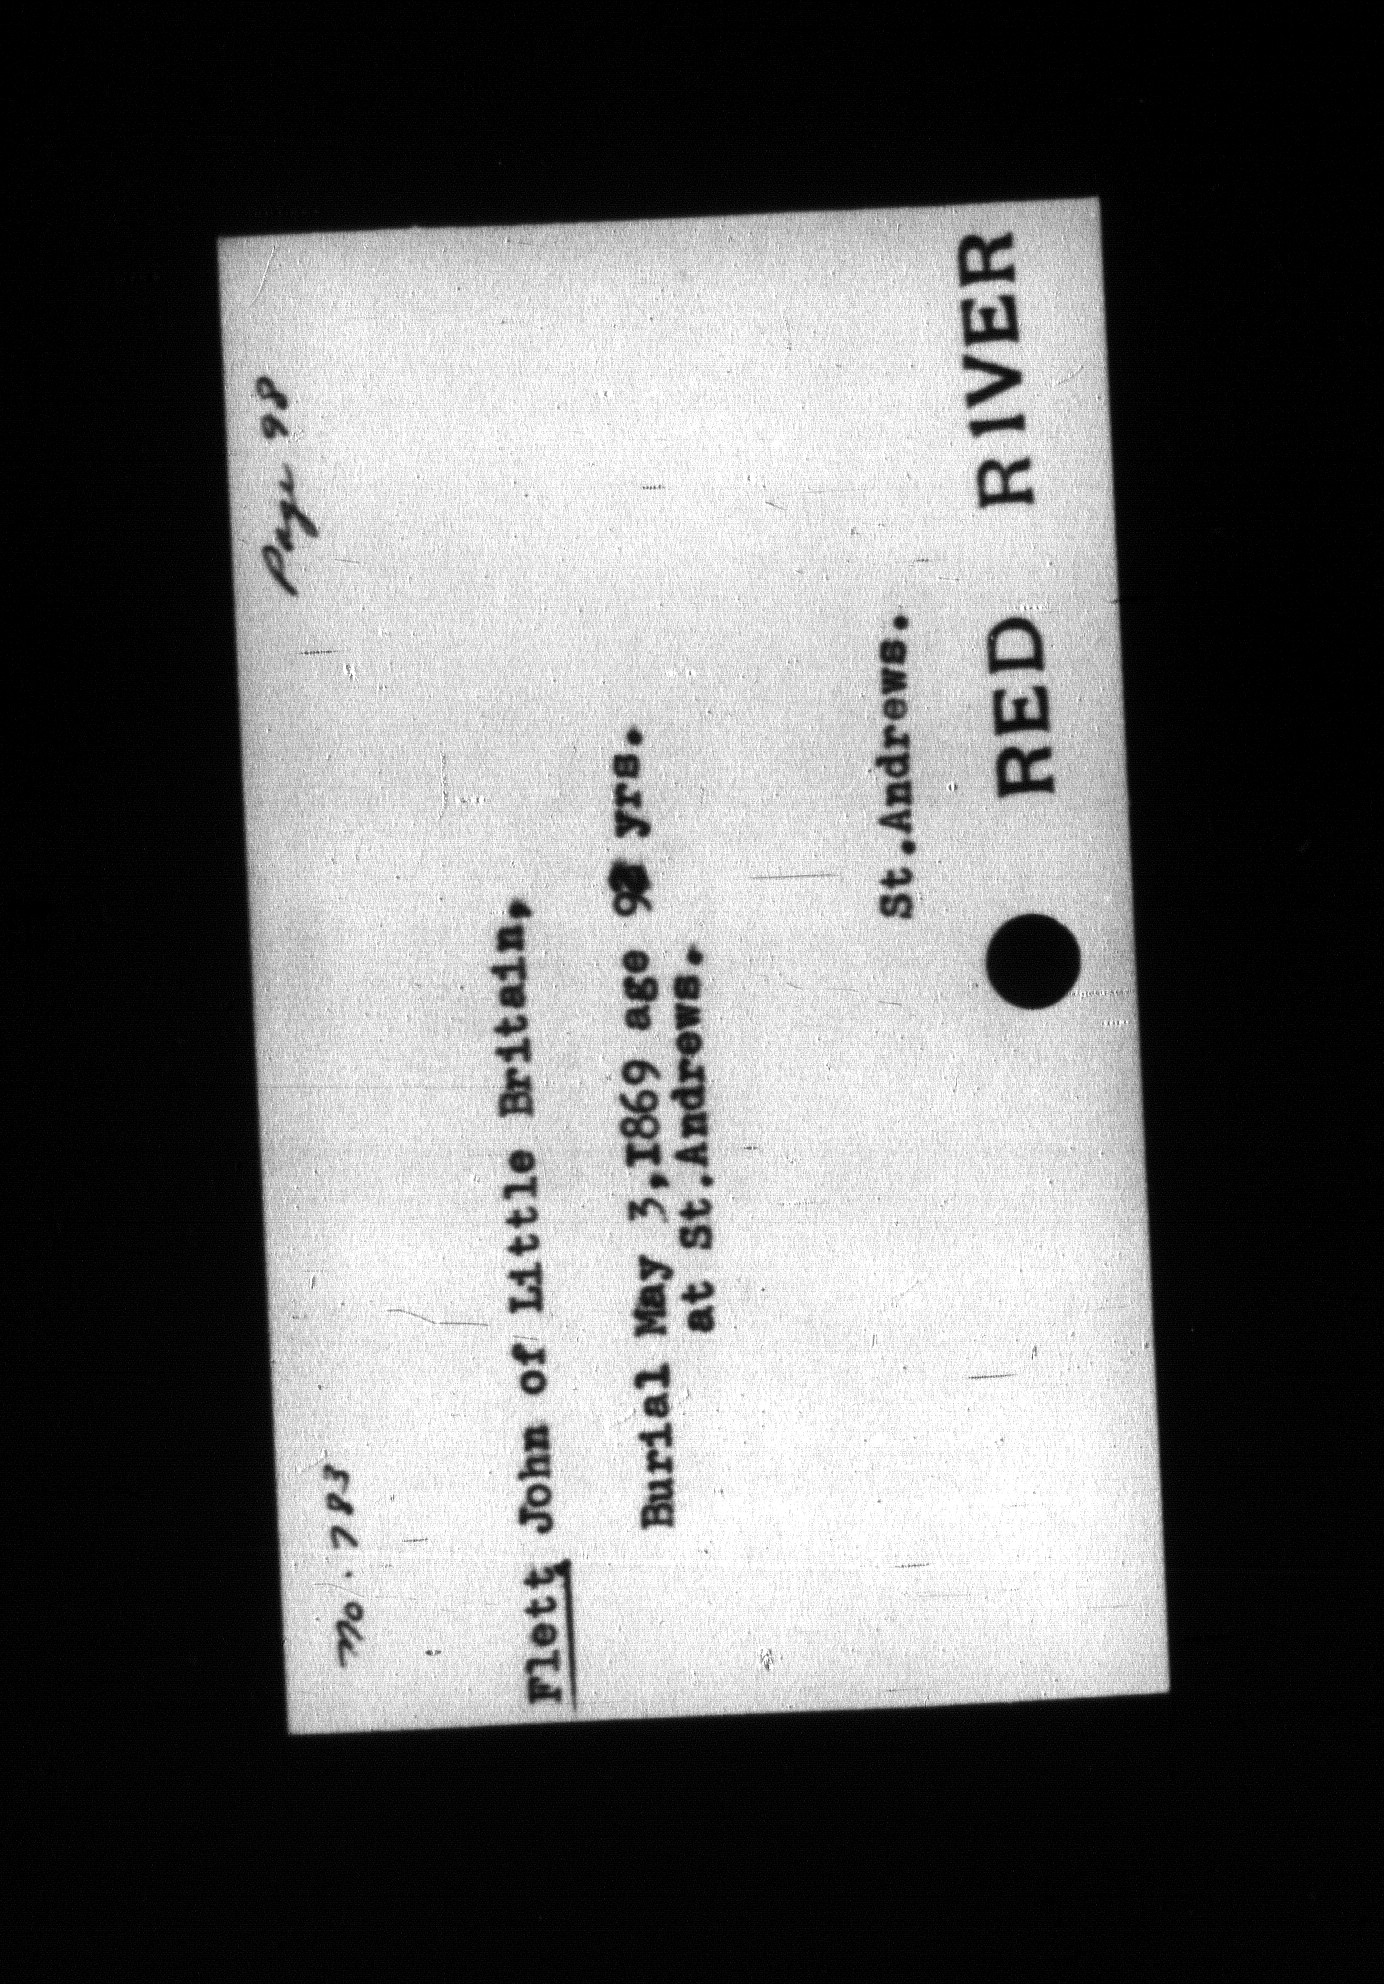 Page 98
No. 783
Flett, John of Little Britain,
Burial May 3,1869 age yrs.
at St.Andrews.
St.Andrews.
RED RIVER